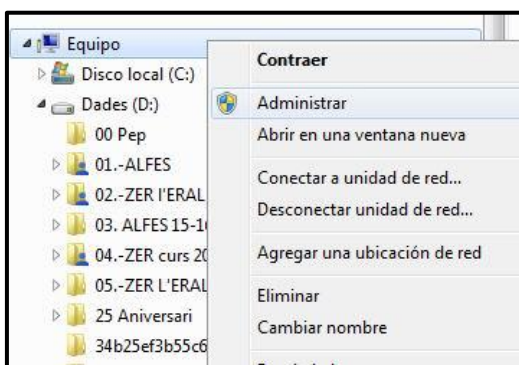 Equipo
Disco local (C:)
Dades (D:)
00 Pep
01.-ALFES
02.-ZER l'ERAL
03. ALFES 15-1
04.-ZER curs 20
05.-ZER L'ERAL
25 Aniversari
34b25ef3b55c6
Contraer
Administrar
Abrir en una ventana nueva
Conectar a unidad de red...
Desconectar unidad de red...
Agregar una ubicación de red
Eliminar
Cambiar nombre